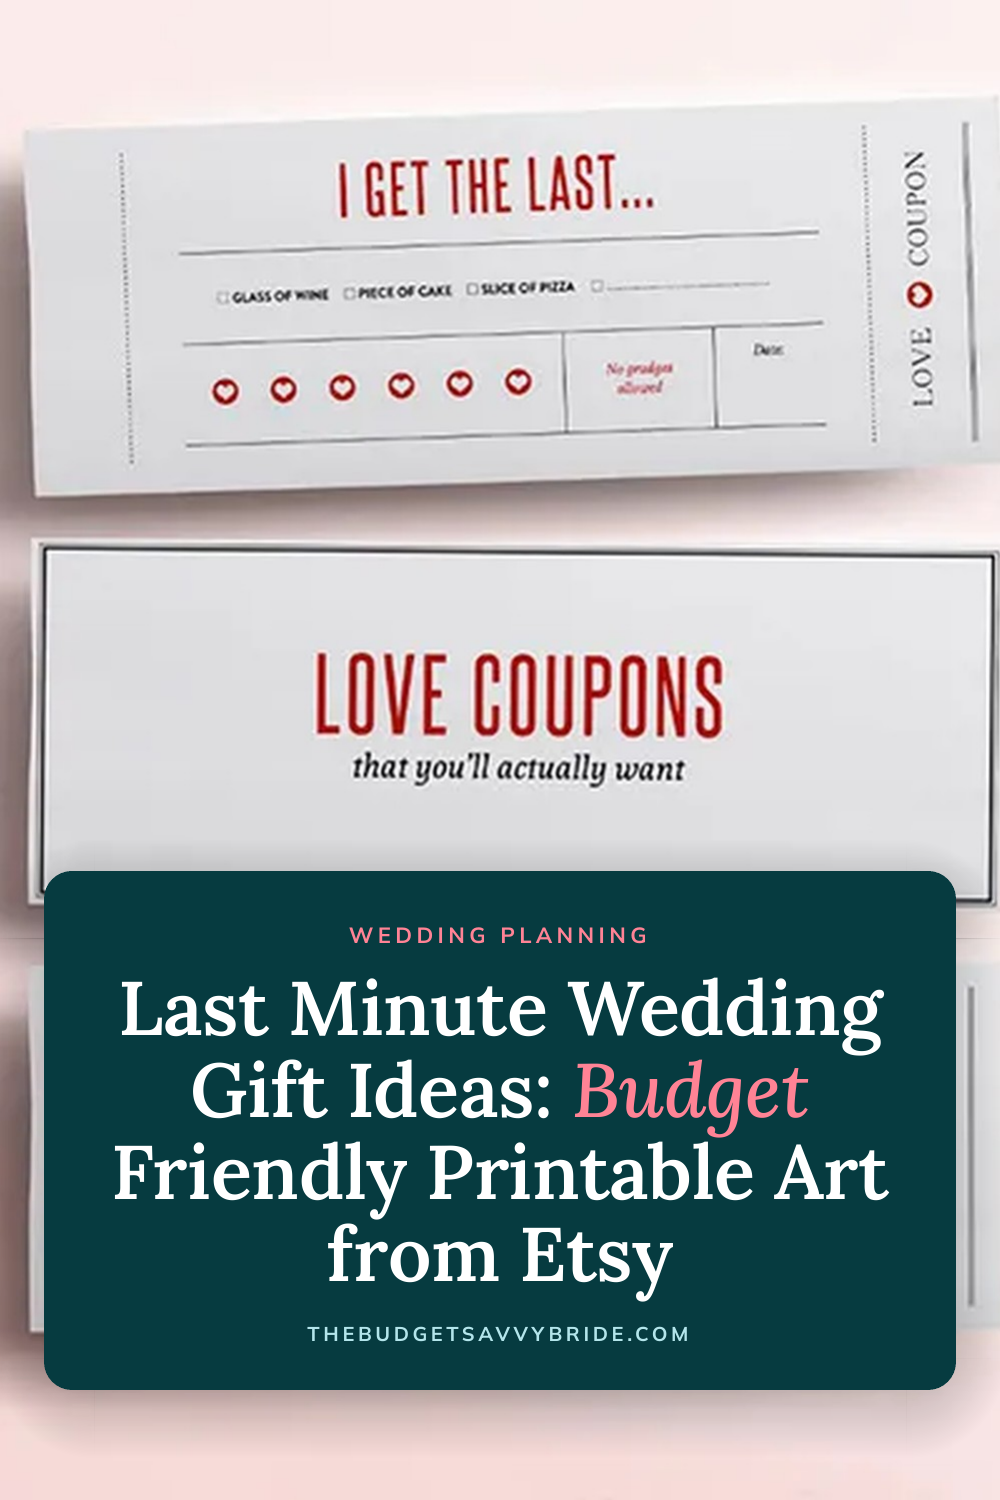 I GET THE LAST...
GLASS OF WINE PIECE OF CAKE SLICE OF PIZZA
No grudges
allowed
Date:
LOVE COUPON
LOVE COUPONS
that you'll actually want
WEDDING PLANNING
Last Minute Wedding
Gift Ideas: Budget
Friendly Printable Art
from Etsy
THEBUDGETSAVVYBRIDE.COM